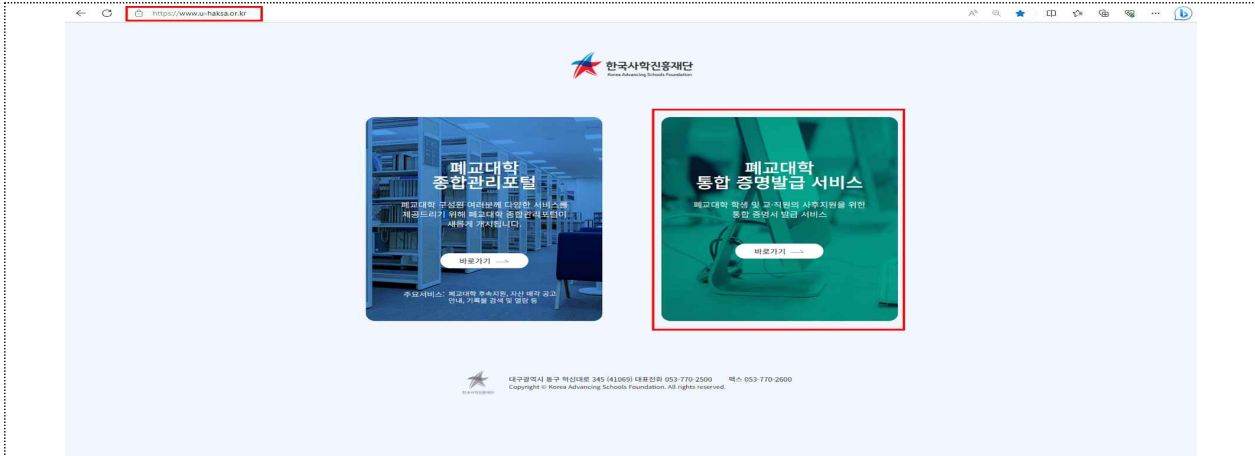 https://www.u-haksa.or.kr
한국사학진흥재단
Korea Advancing Schools Foundation
폐교대학
종합관리포털
폐교대학 구성원 여러분께 다양한 서비스를
제공드리기 위해 폐교대학 종합관리포털이
새롭게 개치됩니다.
바로가기
주요서비스: 폐교대학 후속지원, 자산 매각 공고
안내, 기록물 검색 및 열람 등
폐교대학
통합 증명발급 서비스
폐교대학 학생 및 교·직원의 사후지원을 위한
통합 증명서 발급 서비스
바로가기
한국사학진흥재단
대구광역시 동구 혁신대로 345 (41069) 대표전화 053-770-2500 팩스 053-770-2600
Copyright © Korea Advancing Schools Foundation. All rights reserved.